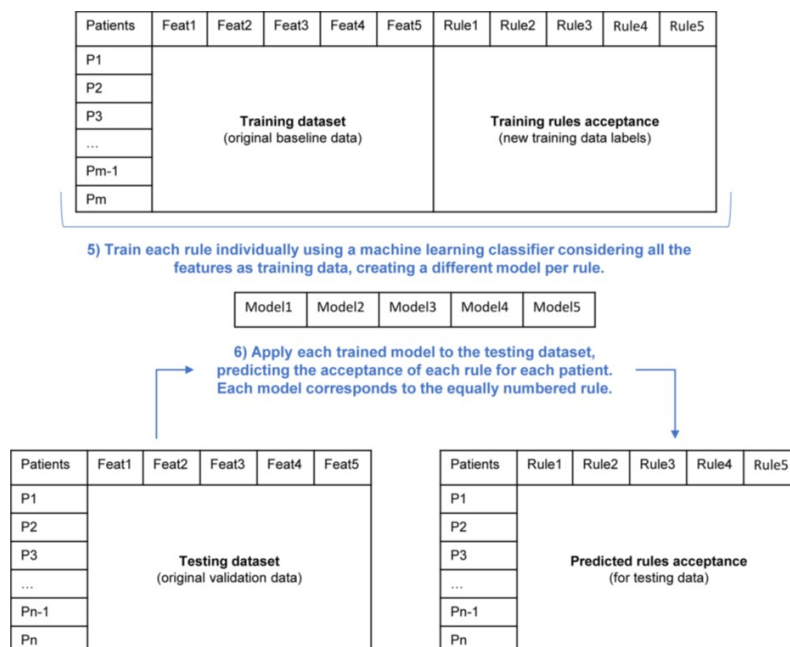 Patients Feat1 Feat2 Feat3 Feat4 Feat5 Rule1 Rule2 Rule3 Rule4 Rule5
P1
P2
P3
...
Pm-1
Pm
Training dataset
(original baseline data)
Training rules acceptance
(new training data labels)
5) Train each rule individually using a machine learning classifier considering all the
features as training data, creating a different model per rule.
Model1 Model2 Model3 Model4 Model5
6) Apply each trained model to the testing dataset,
predicting the acceptance of each rule for each patient.
Each model corresponds to the equally numbered rule.
Patients Feat1 Feat2 Feat3 Feat4 Feat5
P1
P2
P3
...
Pn-1
Pn
Testing dataset
(original validation data)
Patients Rule1 Rule2 Rule3 Rule4 Rule5
P1
P2
P3
...
Pn-1
Pn
Predicted rules acceptance
(for testing data)